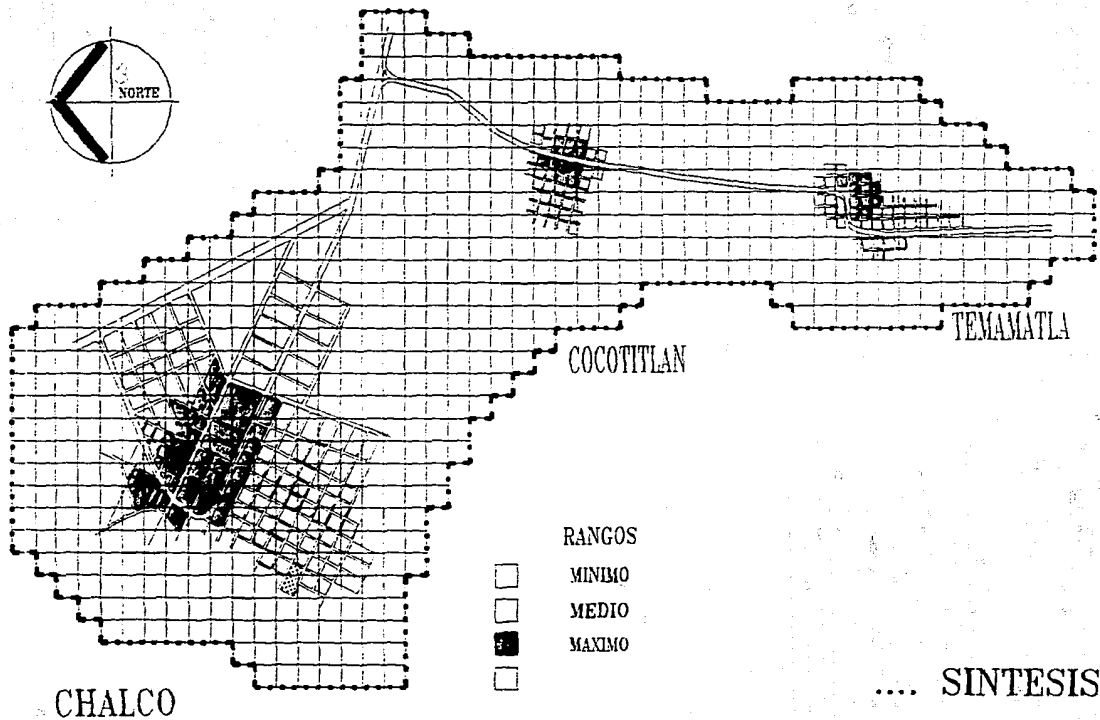 NORTE
TEMAMATLA
COCOTITLAN
RANGOS
MINIMO
MEDIO
MAXIMO
.... SINTESIS
CHALCO